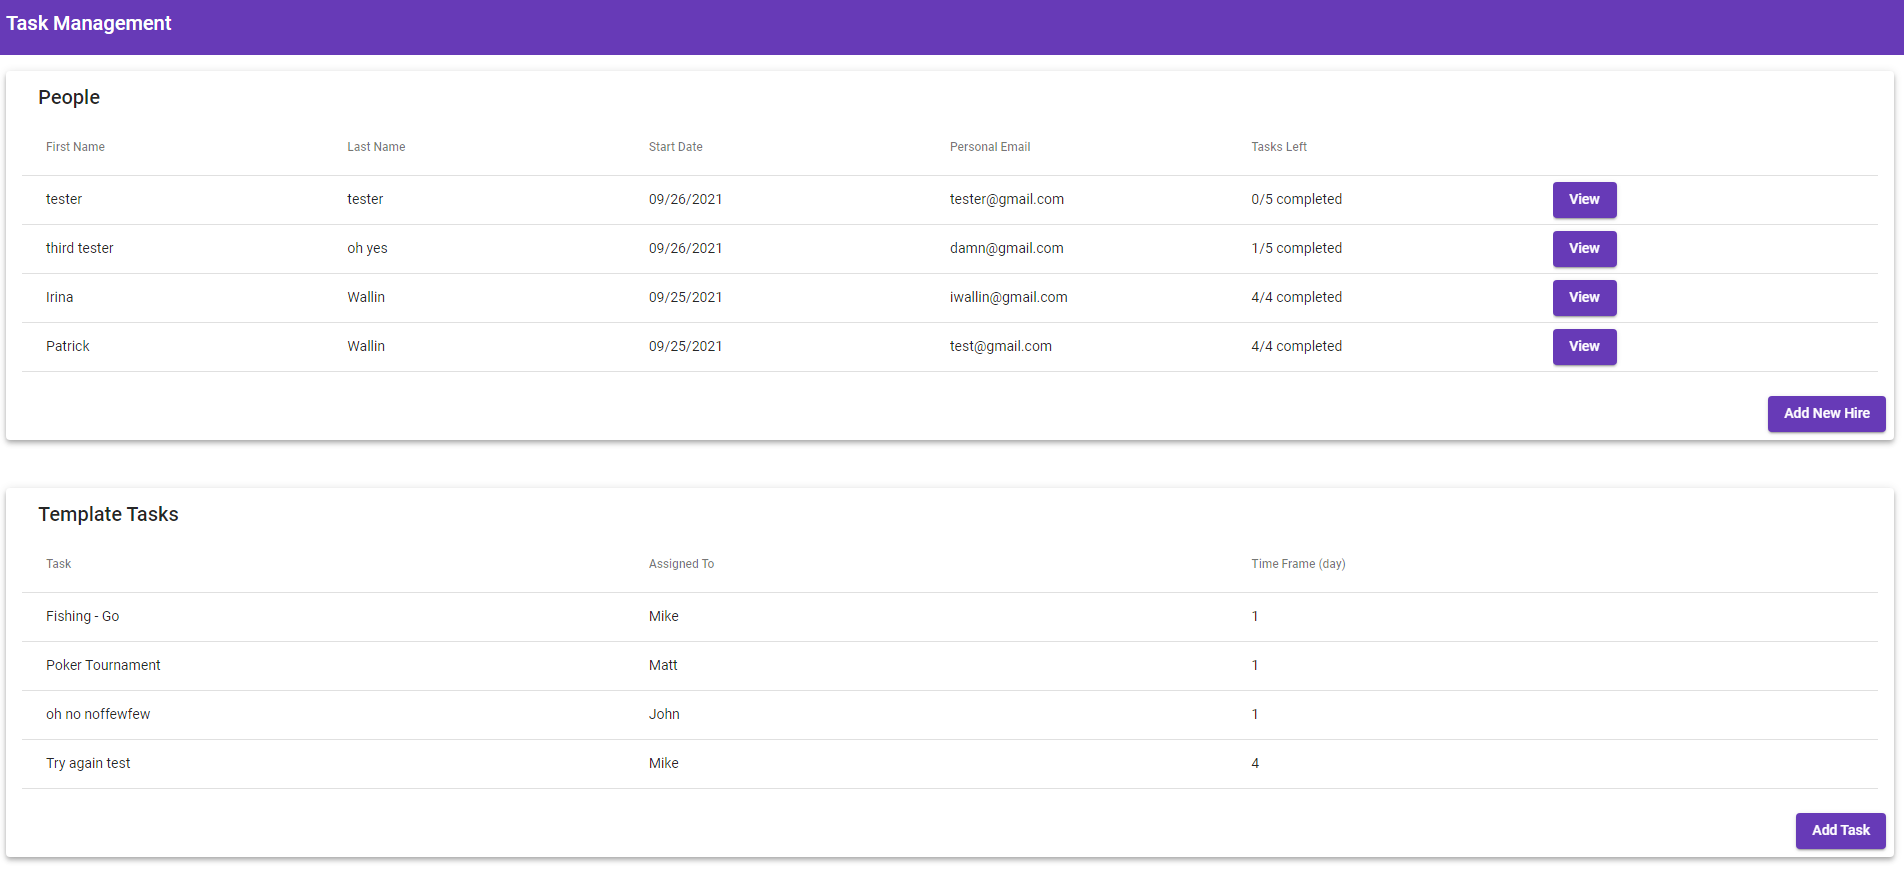 Task Management
People
First Name Last Name Start Date Personal Email Tasks Left
tester tester 09/26/2021 tester@gmail.com 0/5 completed View
third tester oh yes 09/26/2021 damn@gmail.com 1/5 completed View
Irina Wallin 09/25/2021 iwallin@gmail.com 4/4 completed View
Patrick Wallin 09/25/2021 test@gmail.com 4/4 completed View
Add New Hire
Template Tasks
Task Assigned To Time Frame (day)
Fishing - Go Mike 1
Poker Tournament Matt 1
oh no noffewfew John 1
Try again test Mike 4
Add Task